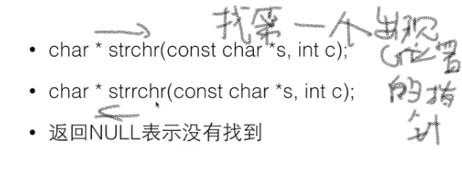 找第一个出现
位置
的指
针
• char * strchr(const char *s, int c);
• char * strrchr(const char *s, int c);
• 返回NULL表示没有找到